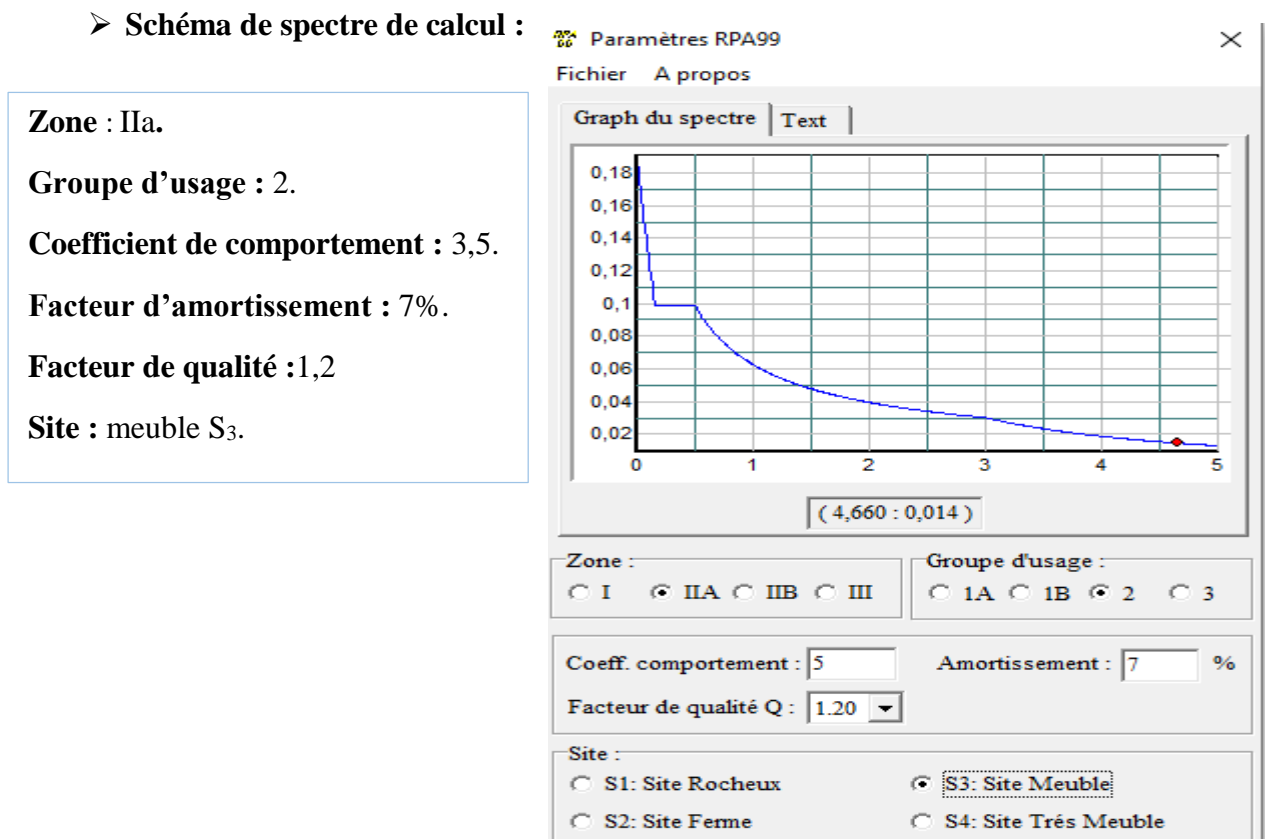 ➢ Schéma de spectre de calcul :
Zone : IIa.
Groupe d’usage : 2.
Coefficient de comportement : 3,5.
Facteur d’amortissement : 7%.
Facteur de qualité :1,2
Site : meuble S₃.
Paramètres RPA99
Fichier A propos
Graph du spectre Text
0,18
0,16
0,14
0,12
0,1
0,08
0,06
0,04
0,02
0 1 2 3 4 5
( 4,660 : 0,014 )
Zone :
I IIA IIB III
Groupe d'usage :
1A 1B 2 3
Coeff. comportement : 5 Amortissement : 7 %
Facteur de qualité Q : 1.20
Site :
S1: Site Rocheux S3: Site Meuble
S2: Site Ferme S4: Site Trés Meuble